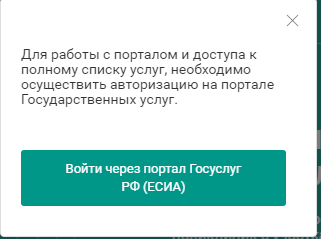 Для работы с порталом и доступа к
полному списку услуг, необходимо
осуществить авторизацию на портале
Государственных услуг.
Войти через портал Госуслуг
РФ (ЕСИА)